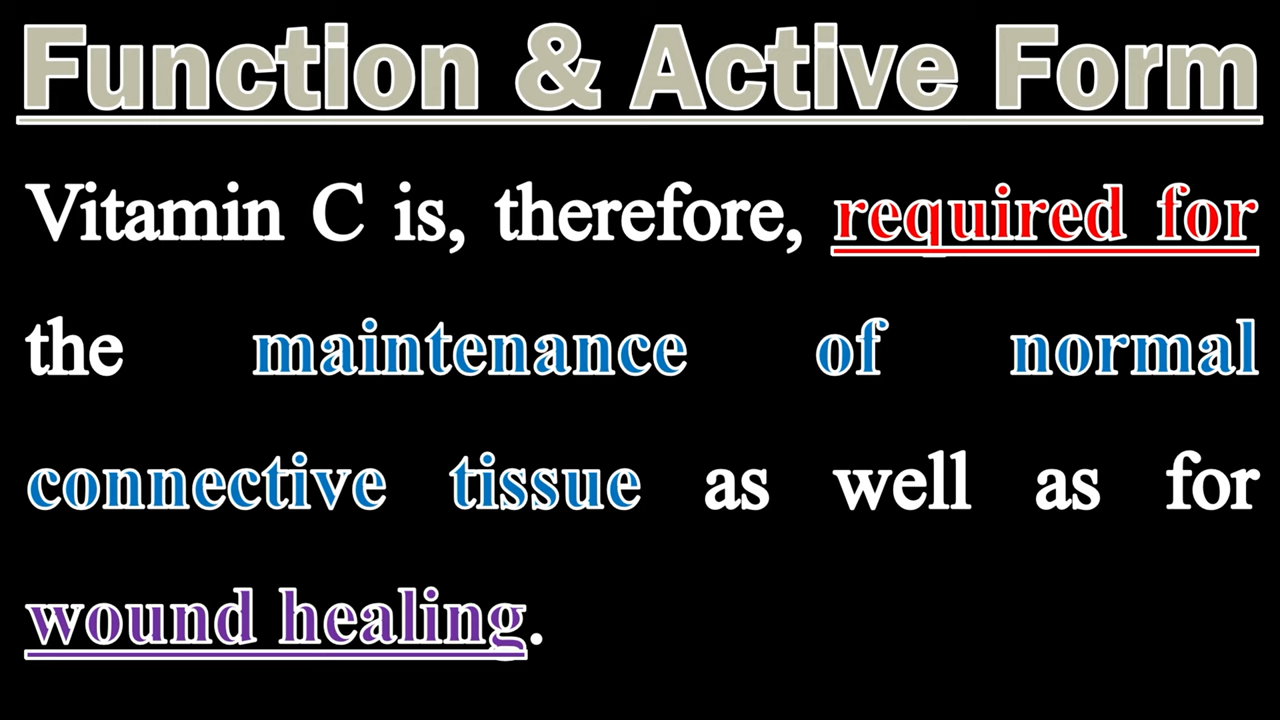 Function & Active Form
Vitamin C is, therefore, required for
the maintenance of normal
connective tissue as well as for
wound healing.